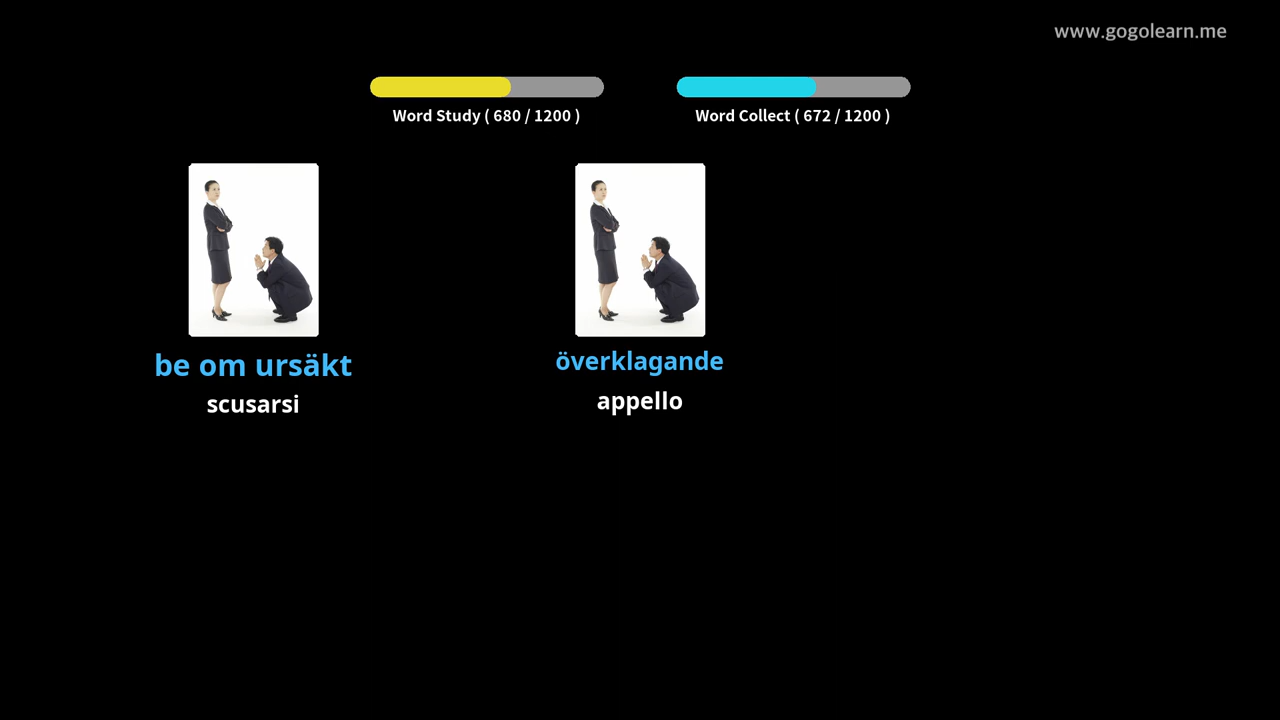 www.gogolearn.me
Word Study ( 680 / 1200 )
Word Collect ( 672 / 1200 )
be om ursäkt
scusarsi
överklagande
appello